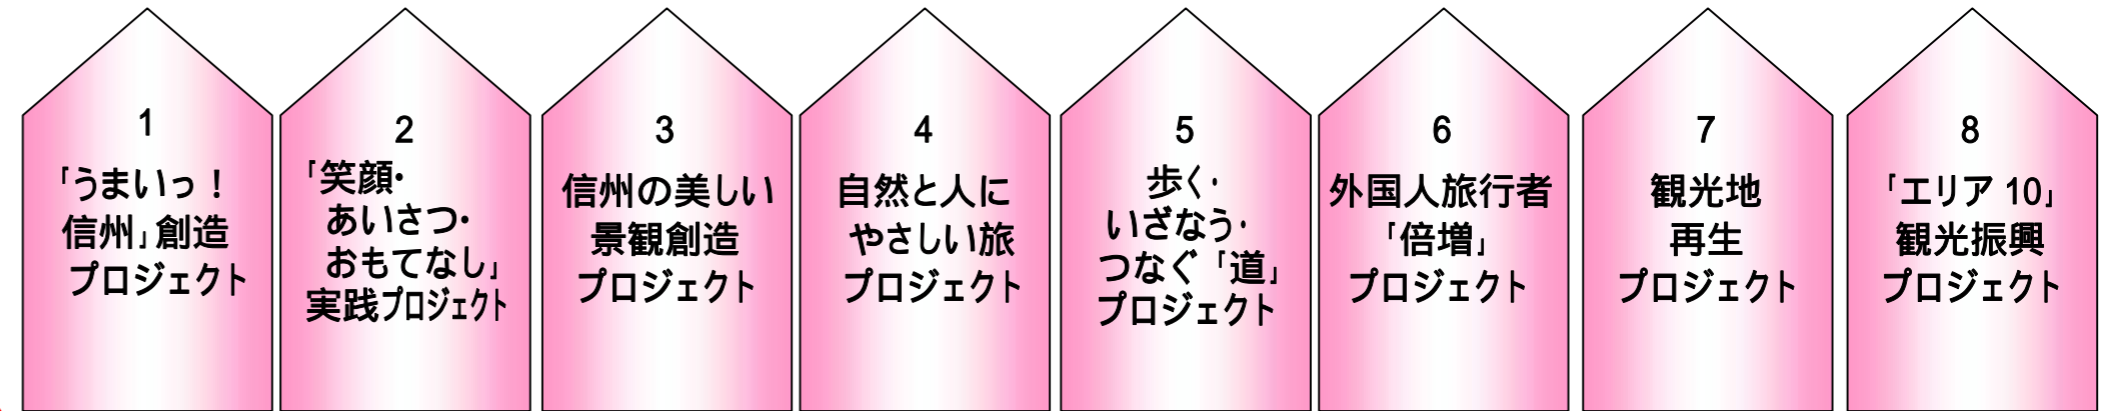 1
「うまいっ！
信州」創造
プロジェクト
2
「笑顔・
あいさつ・
おもてなし」
実践プロジェクト
3
信州の美しい
景観創造
プロジェクト
4
自然と人に
やさしい旅
プロジェクト
5
歩く・
いざなう・
つなぐ「道」
プロジェクト
6
外国人旅行者
「倍増」
プロジェクト
7
観光地
再生
プロジェクト
8
「エリア 10」
観光振興
プロジェクト